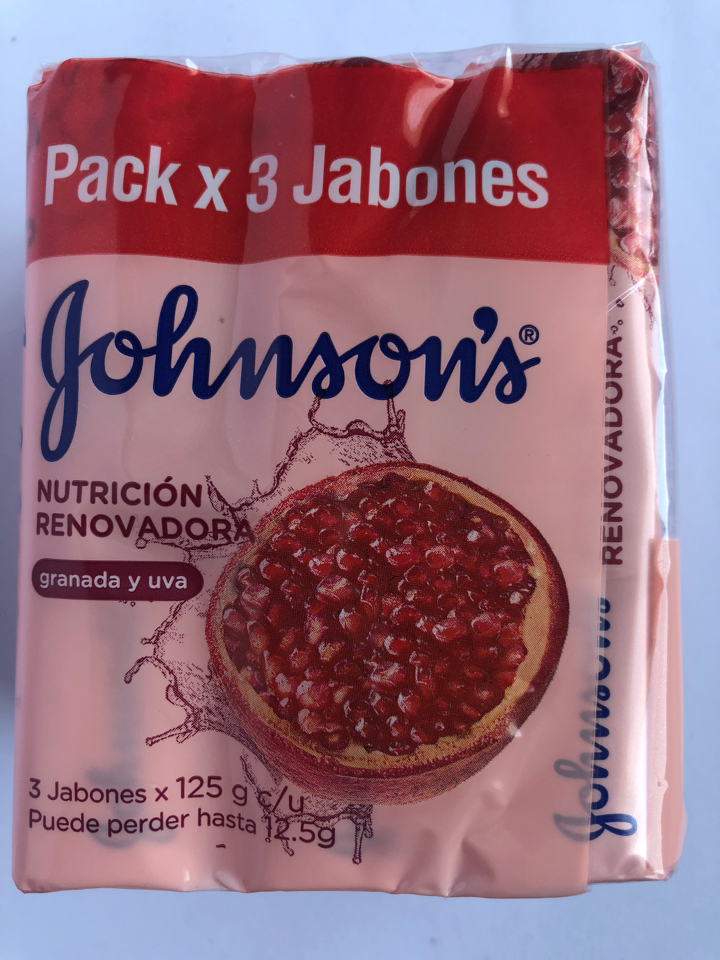 Pack x 3 Jabones
Johnson's®
NUTRICIÓN
RENOVADORA
granada y uva
3 Jabones x 125 g c/u
Puede perder hasta 12.5g
Johnson's
RENOVADORA